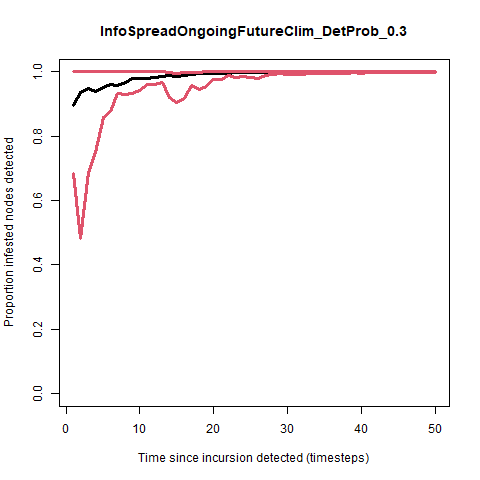 InfoSpreadOngoingFutureClim_DetProb_0.3
Proportion infested nodes detected
1.0
0.8
0.6
0.4
0.2
0.0
0 10 20 30 40 50
Time since incursion detected (timesteps)